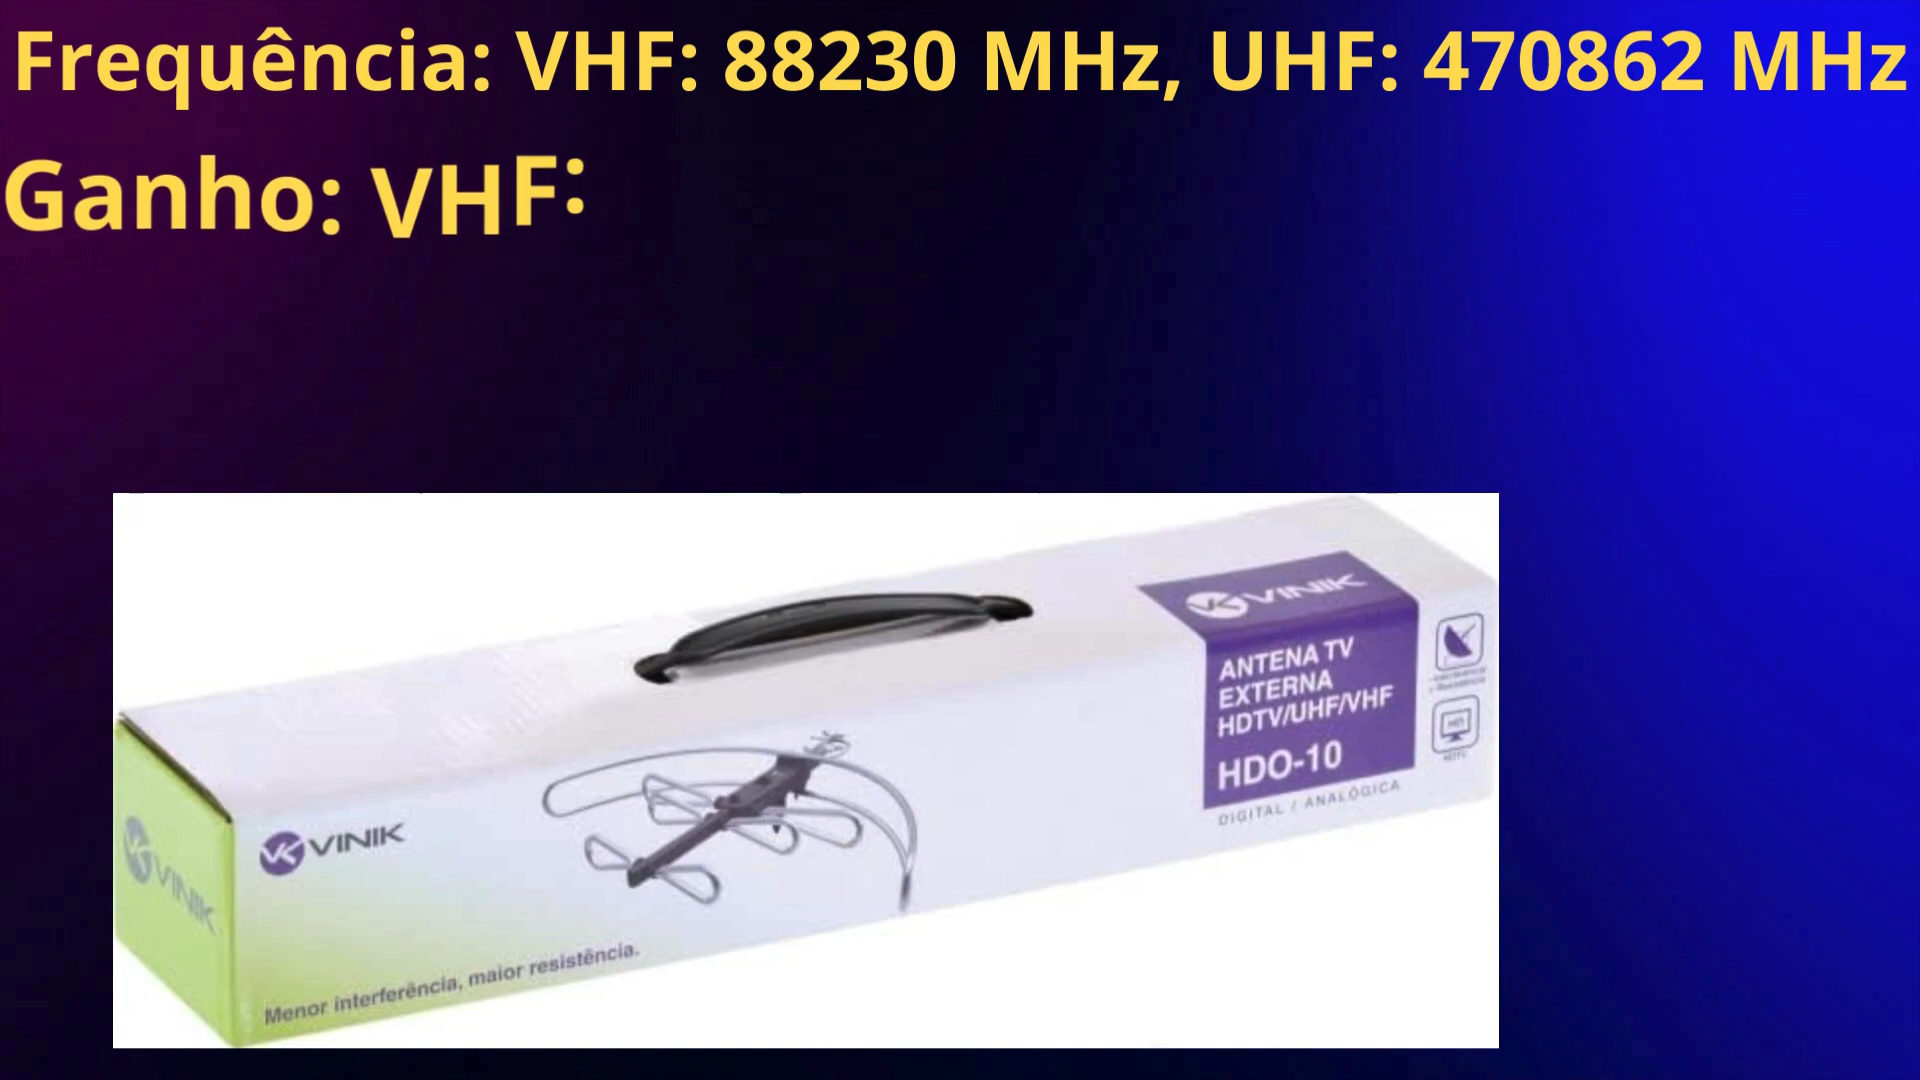 Frequência: VHF: 88230 MHz, UHF: 470862 MHz
Ganho: VHF:
VINIK
ANTENA TV
EXTERNA
HDTV/UHF/VHF
HDO-10
DIGITAL / ANALÓGICA
VINIK
VINIK
Menor interferência, maior resistência.